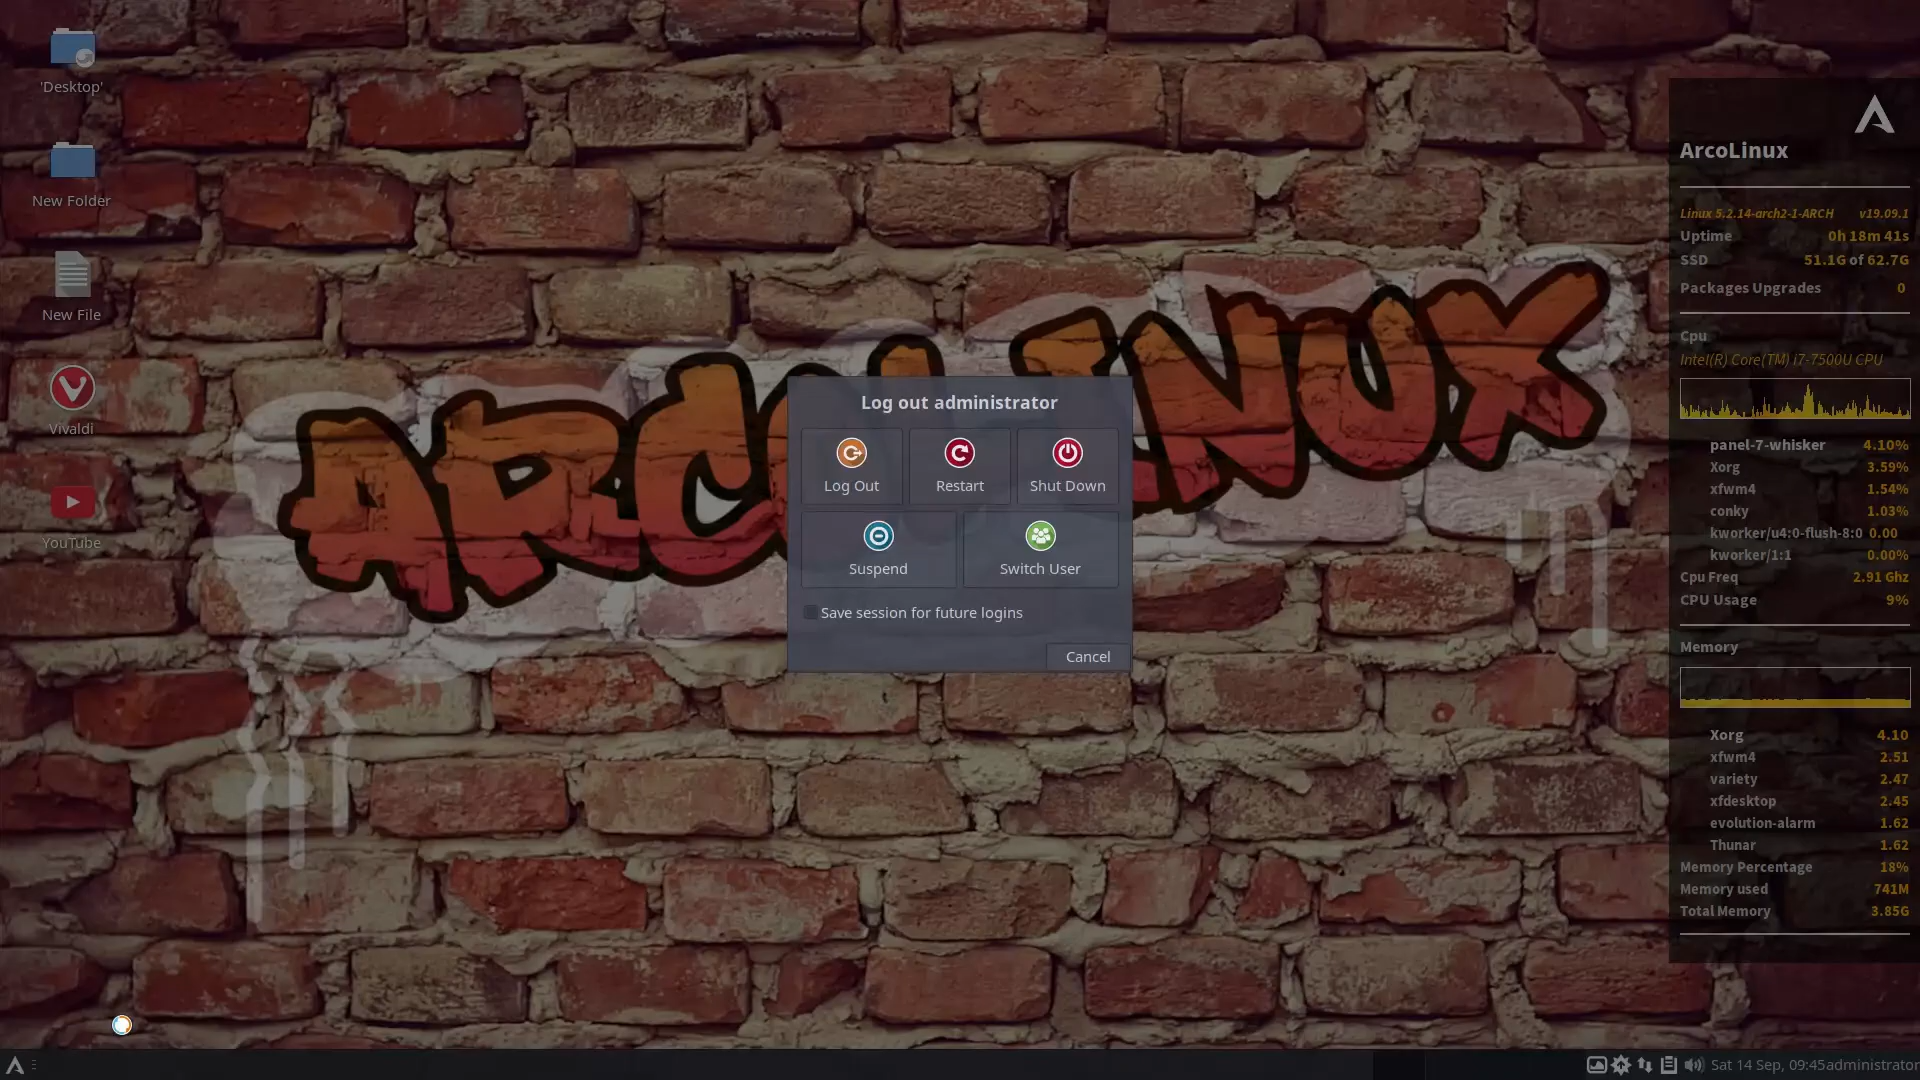 'Desktop'
New Folder
New File
Vivaldi
YouTube
ARCOLINUX
Log out administrator
Log Out
Restart
Shut Down
Suspend
Switch User
Save session for future logins
Cancel
ArcoLinux
Linux 5.2.14-arch2-1-ARCH v19.09.1
Uptime 0h 18m 41s
SSD 51.1G of 62.7G
Packages Upgrades 0
Cpu
Intel(R) Core(TM) i7-7500U CPU
panel-7-whisker 4.10%
Xorg 3.59%
xfwm4 1.54%
conky 1.03%
kworker/u4:0-flush-8:0 0.00
kworker/1:1 0.00%
Cpu Freq 2.91 Ghz
CPU Usage 9%
Memory
Xorg 4.10
xfwm4 2.51
variety 2.47
xfdesktop 2.45
evolution-alarm 1.62
Thunar 1.62
Memory Percentage 18%
Memory used 741M
Total Memory 3.85G
Sat 14 Sep, 09:45administrator